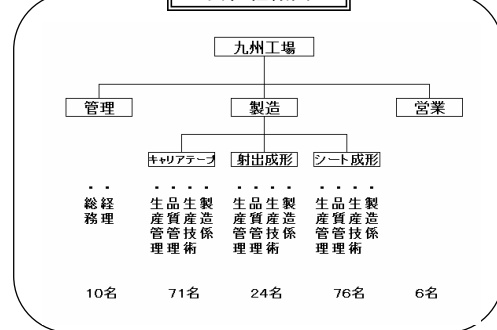 九州工場
管理 製造 営業
キャリアテープ 射出成形 シート成形
・総務
・経理
・生産管理
・品質管理
・生産技術
・製造係
・生産管理
・品質管理
・生産技術
・製造係
・生産管理
・品質管理
・生産技術
・製造係
10名 71名 24名 76名 6名